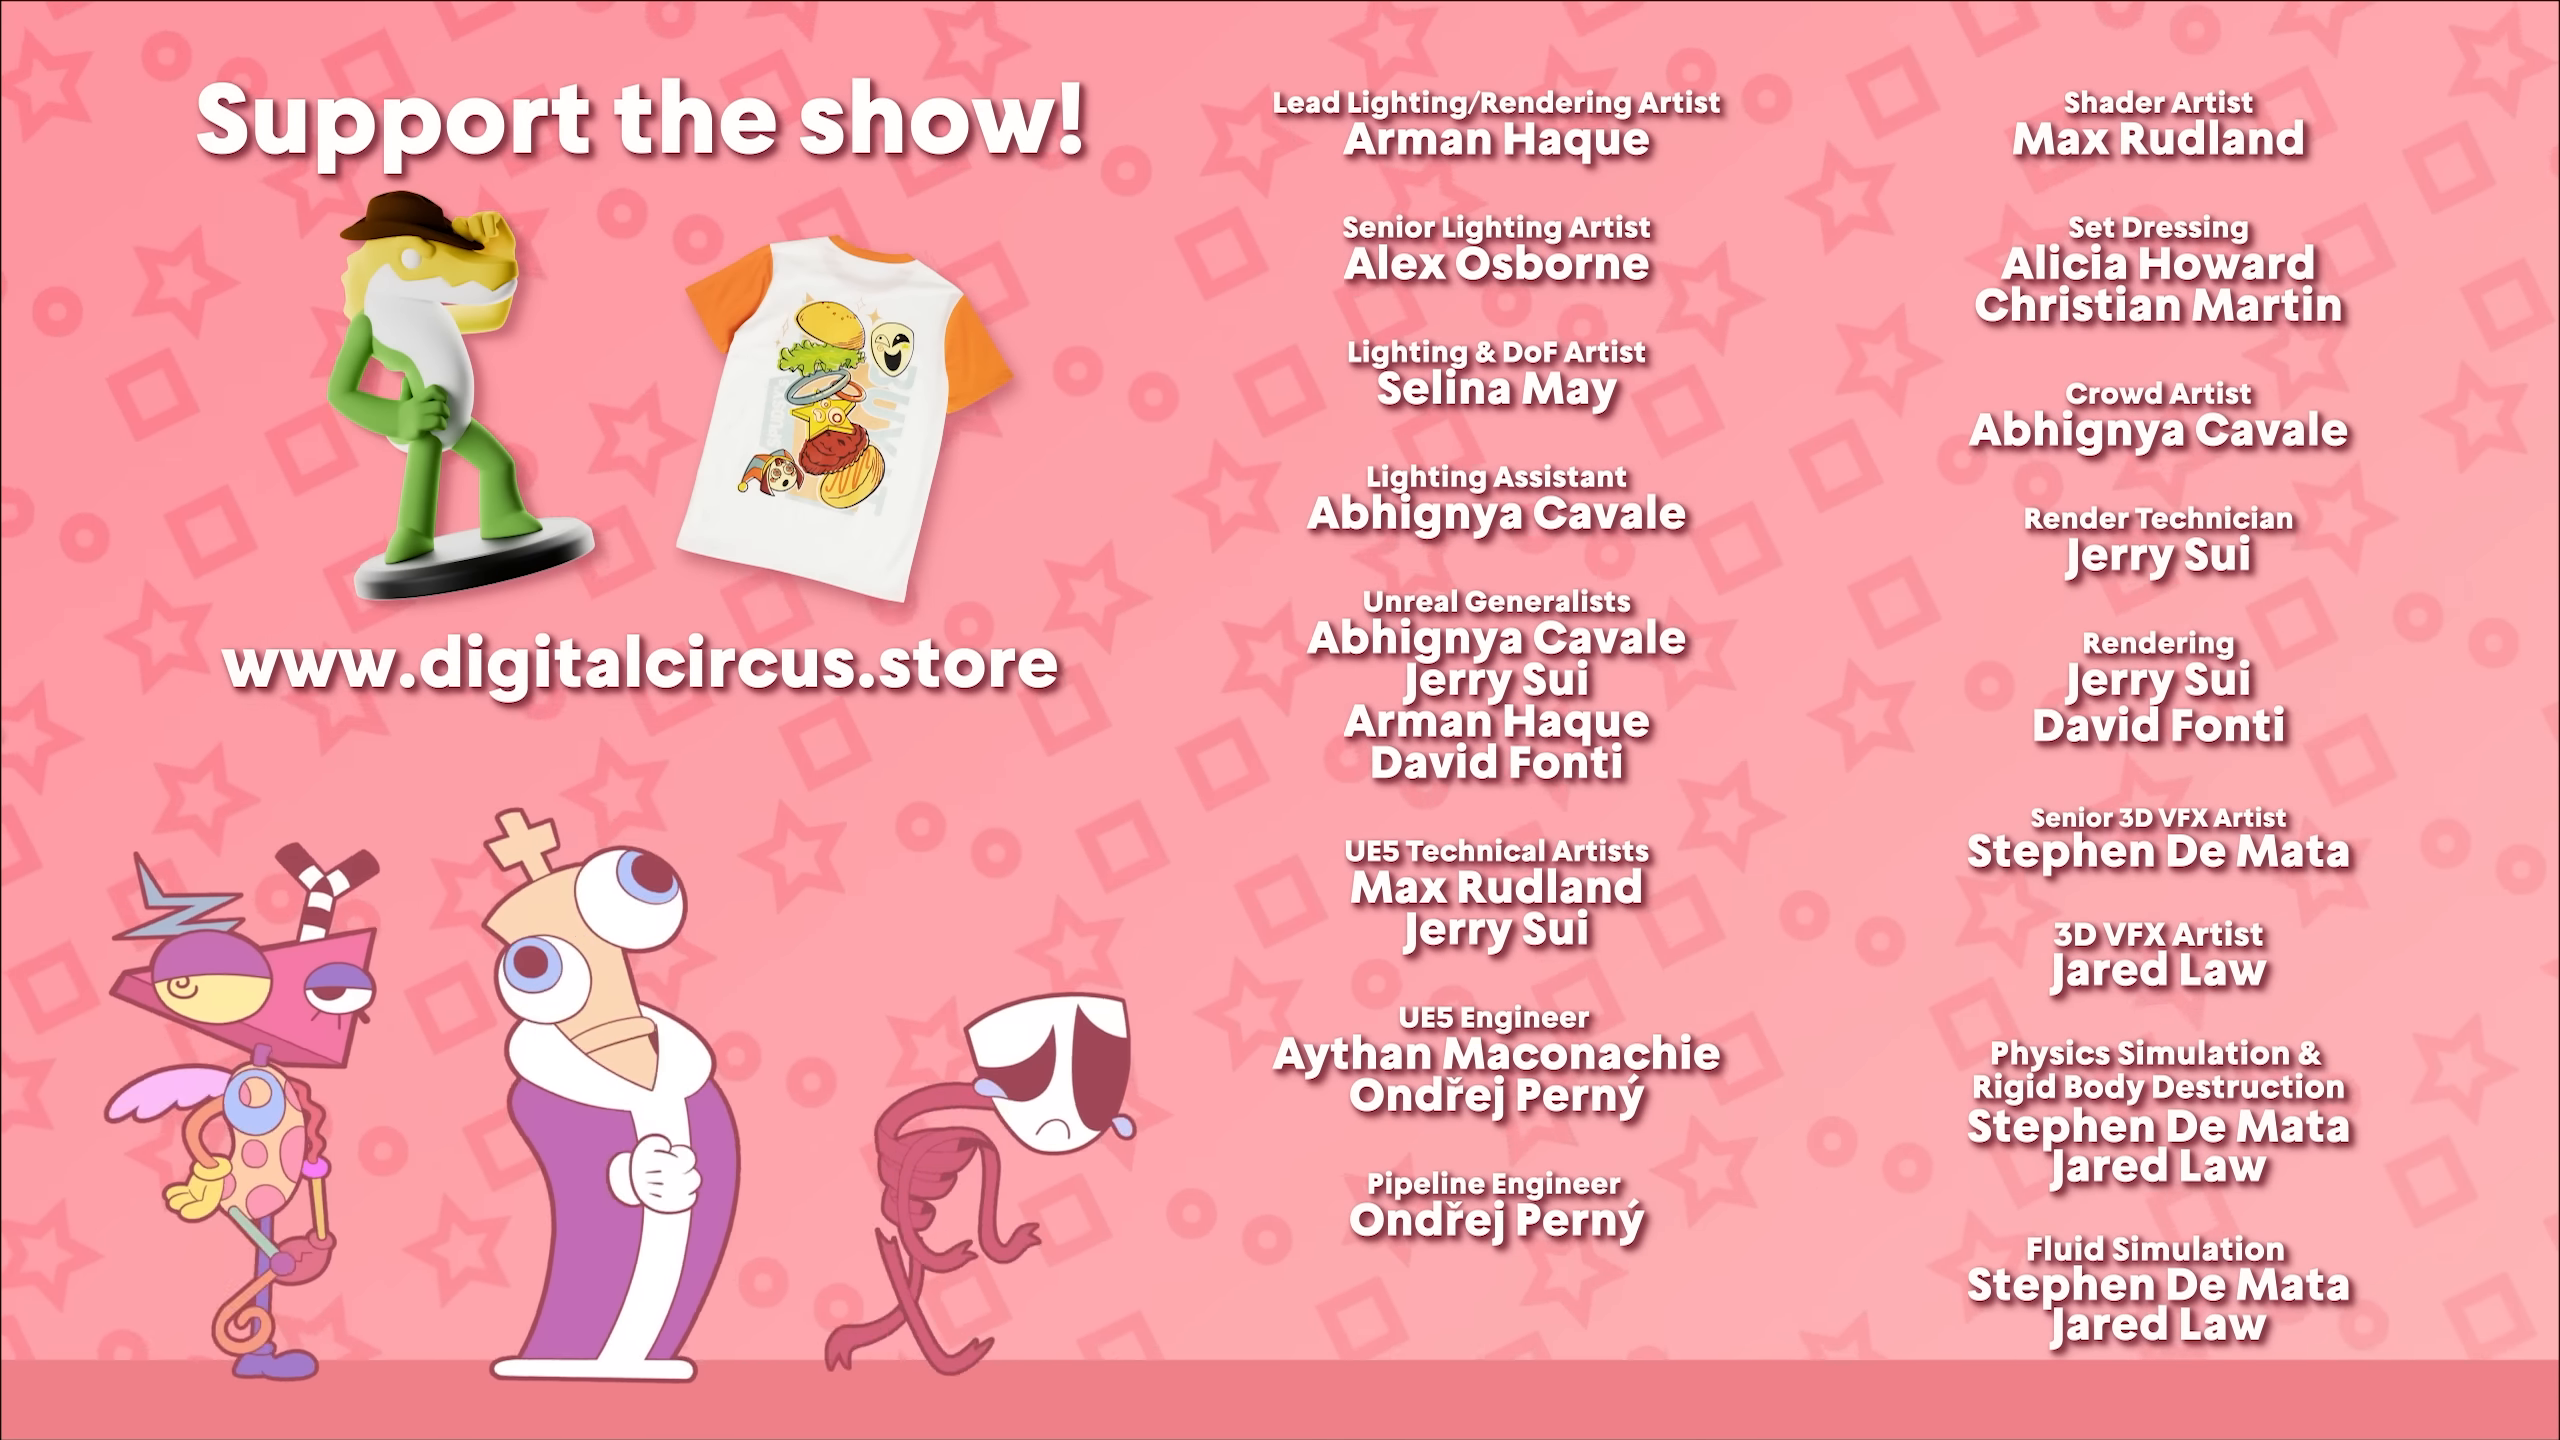 Support the show!
www.digitalcircus.store
Lead Lighting/Rendering Artist
Arman Haque
Senior Lighting Artist
Alex Osborne
Lighting & DoF Artist
Selina May
Lighting Assistant
Abhignya Cavale
Unreal Generalists
Abhignya Cavale
Jerry Sui
Arman Haque
David Fonti
UE5 Technical Artists
Max Rudland
Jerry Sui
UE5 Engineer
Aythan Maconachie
Ondřej Perný
Pipeline Engineer
Ondřej Perný
Shader Artist
Max Rudland
Set Dressing
Alicia Howard
Christian Martin
Crowd Artist
Abhignya Cavale
Render Technician
Jerry Sui
Rendering
Jerry Sui
David Fonti
Senior 3D VFX Artist
Stephen De Mata
3D VFX Artist
Jared Law
Physics Simulation &
Rigid Body Destruction
Stephen De Mata
Jared Law
Fluid Simulation
Stephen De Mata
Jared Law